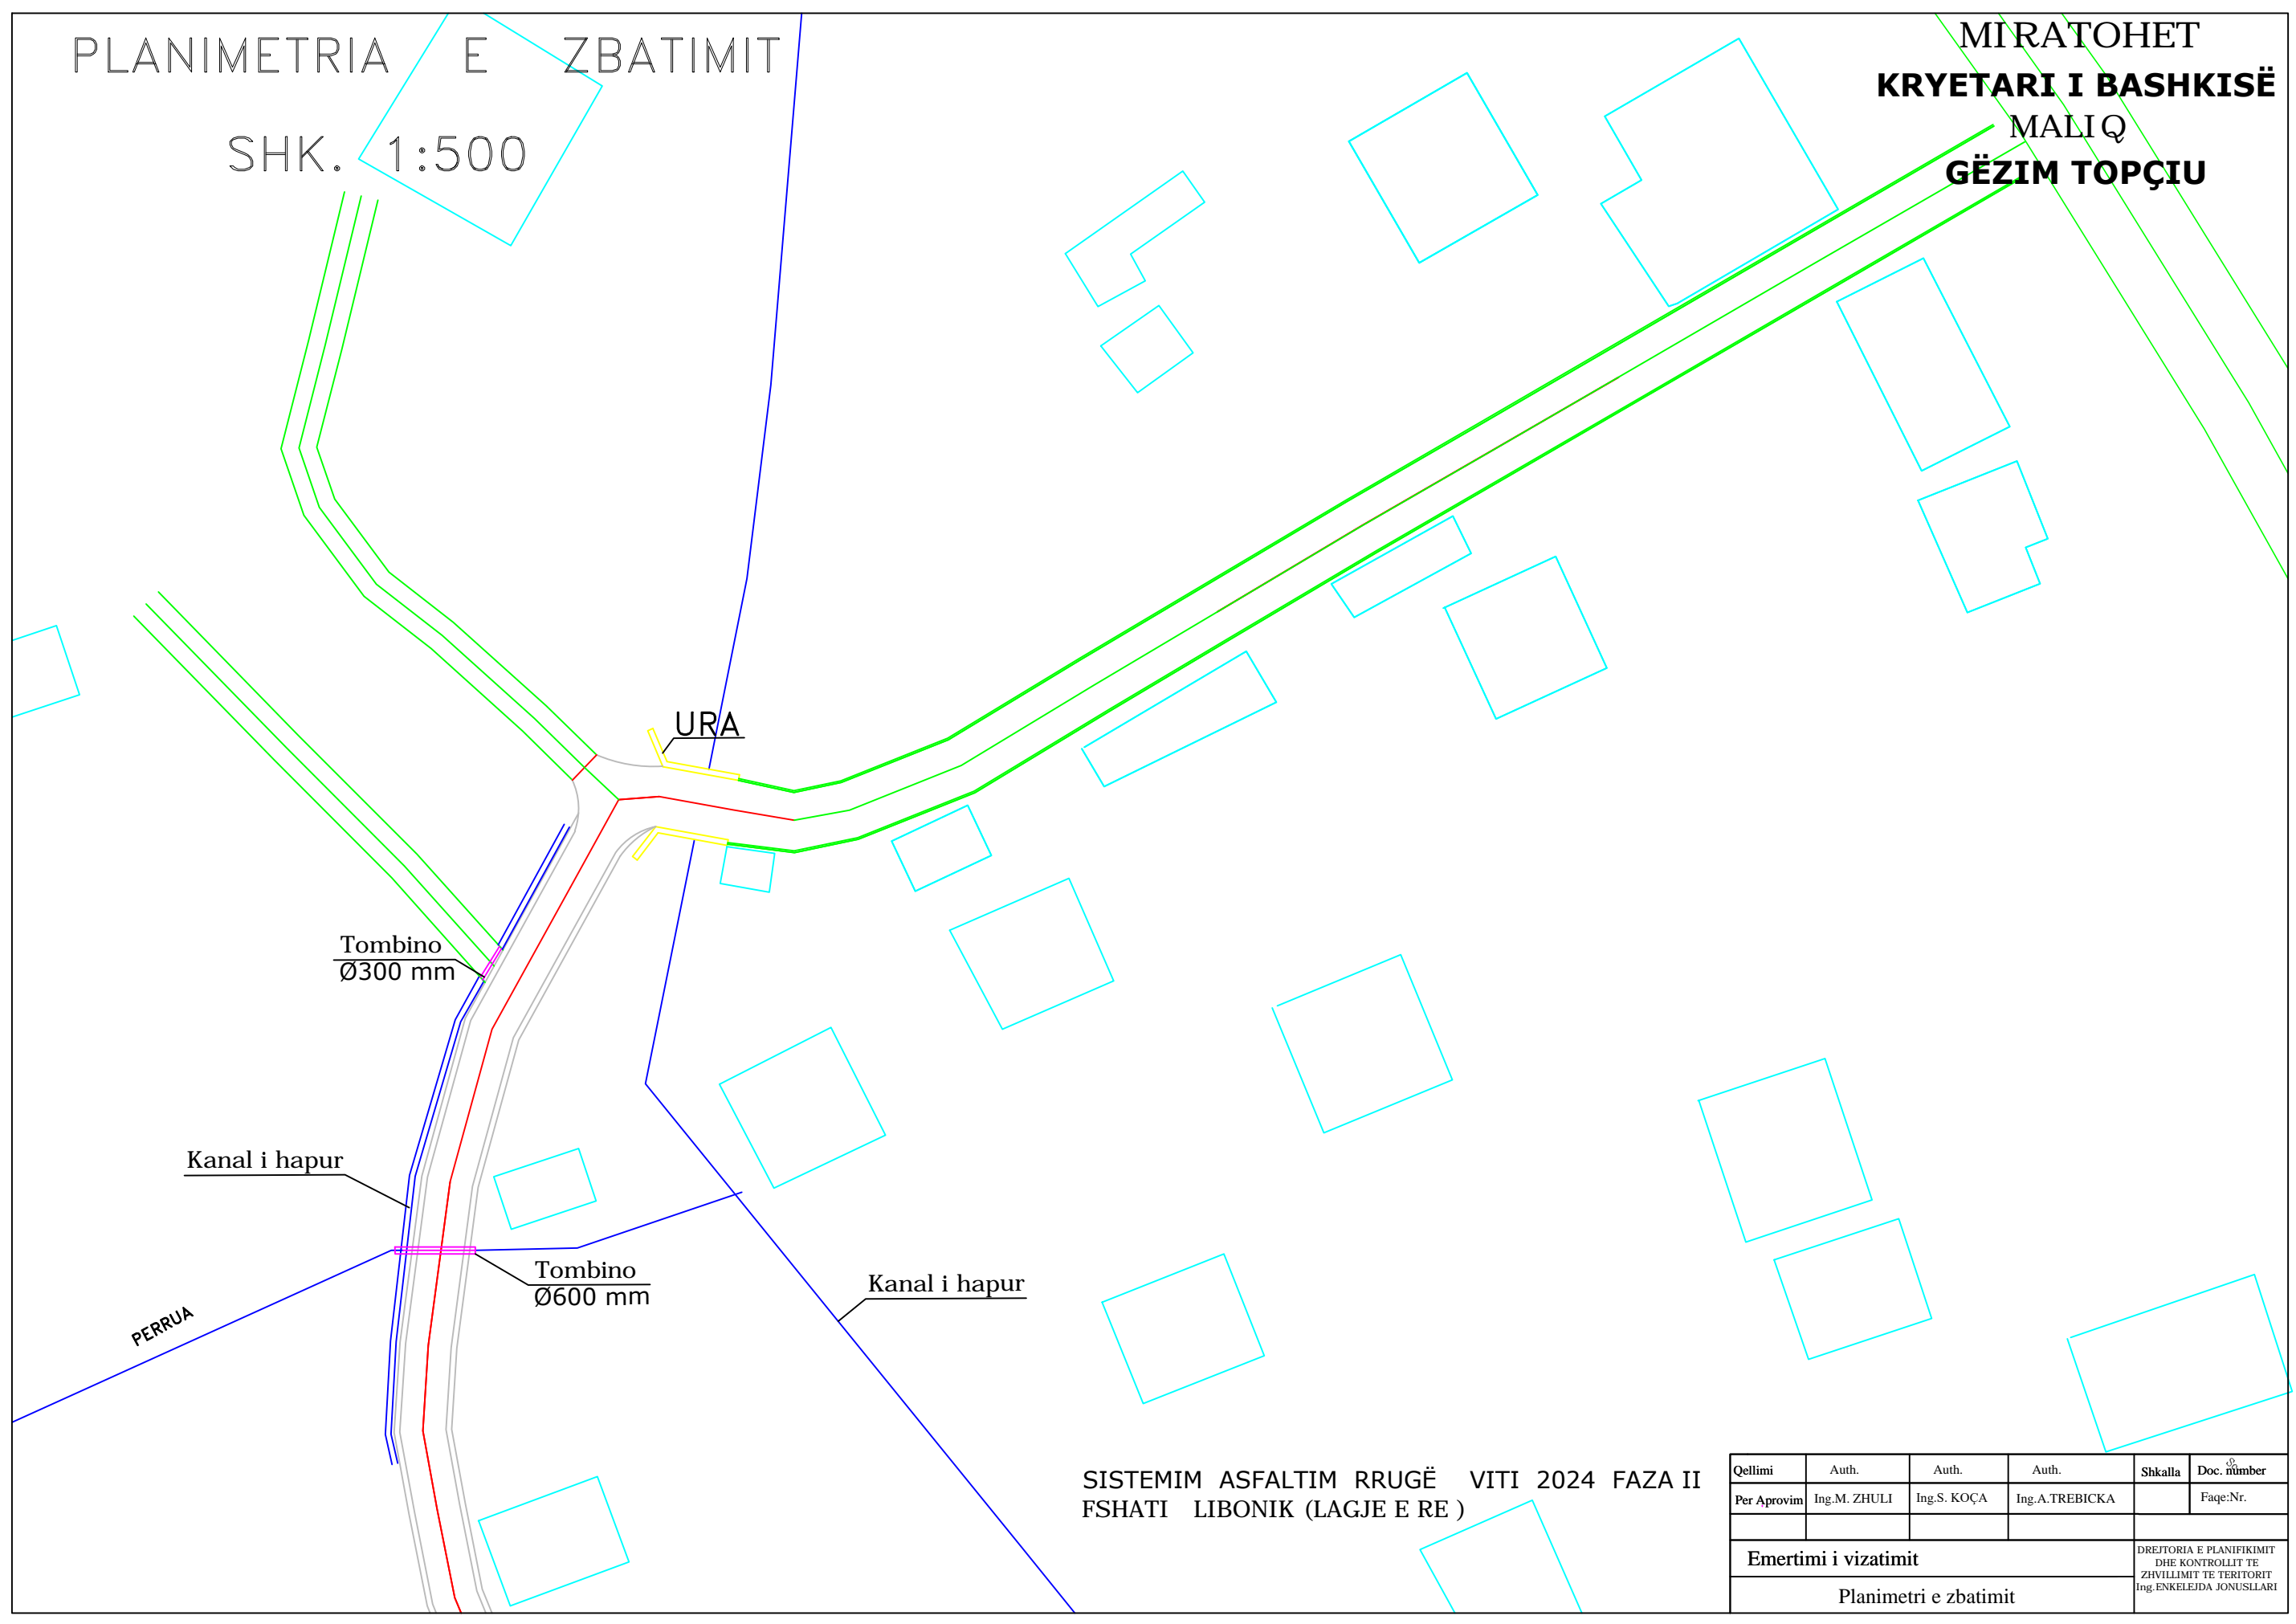 PLANIMETRIA E ZBATIMIT
SHK. 1:500
MIRATOHET
KRYETARI I BASHKISË
MALIQ
GËZIM TOPÇIU
URA
Tombino
Ø300 mm
Kanal i hapur
Tombino
Ø600 mm
Kanal i hapur
PERRUA
SISTEMIM ASFALTIM RRUGË VITI 2024 FAZA II
FSHATI LIBONIK (LAGJE E RE )
Qellimi Auth. Auth. Auth. Shkalla Doc. number
Per Aprovim Ing.M. ZHULI Ing.S. KOÇA Ing.A.TREBICKA Faqe:Nr.
Emertimi i vizatimit
Planimetri e zbatimit
DREJTORIA E PLANIFIKIMIT
DHE KONTROLLIT TE
ZHVILLIMIT TE TERITORIT
Ing.ENKELEJDA JONUSLLARI